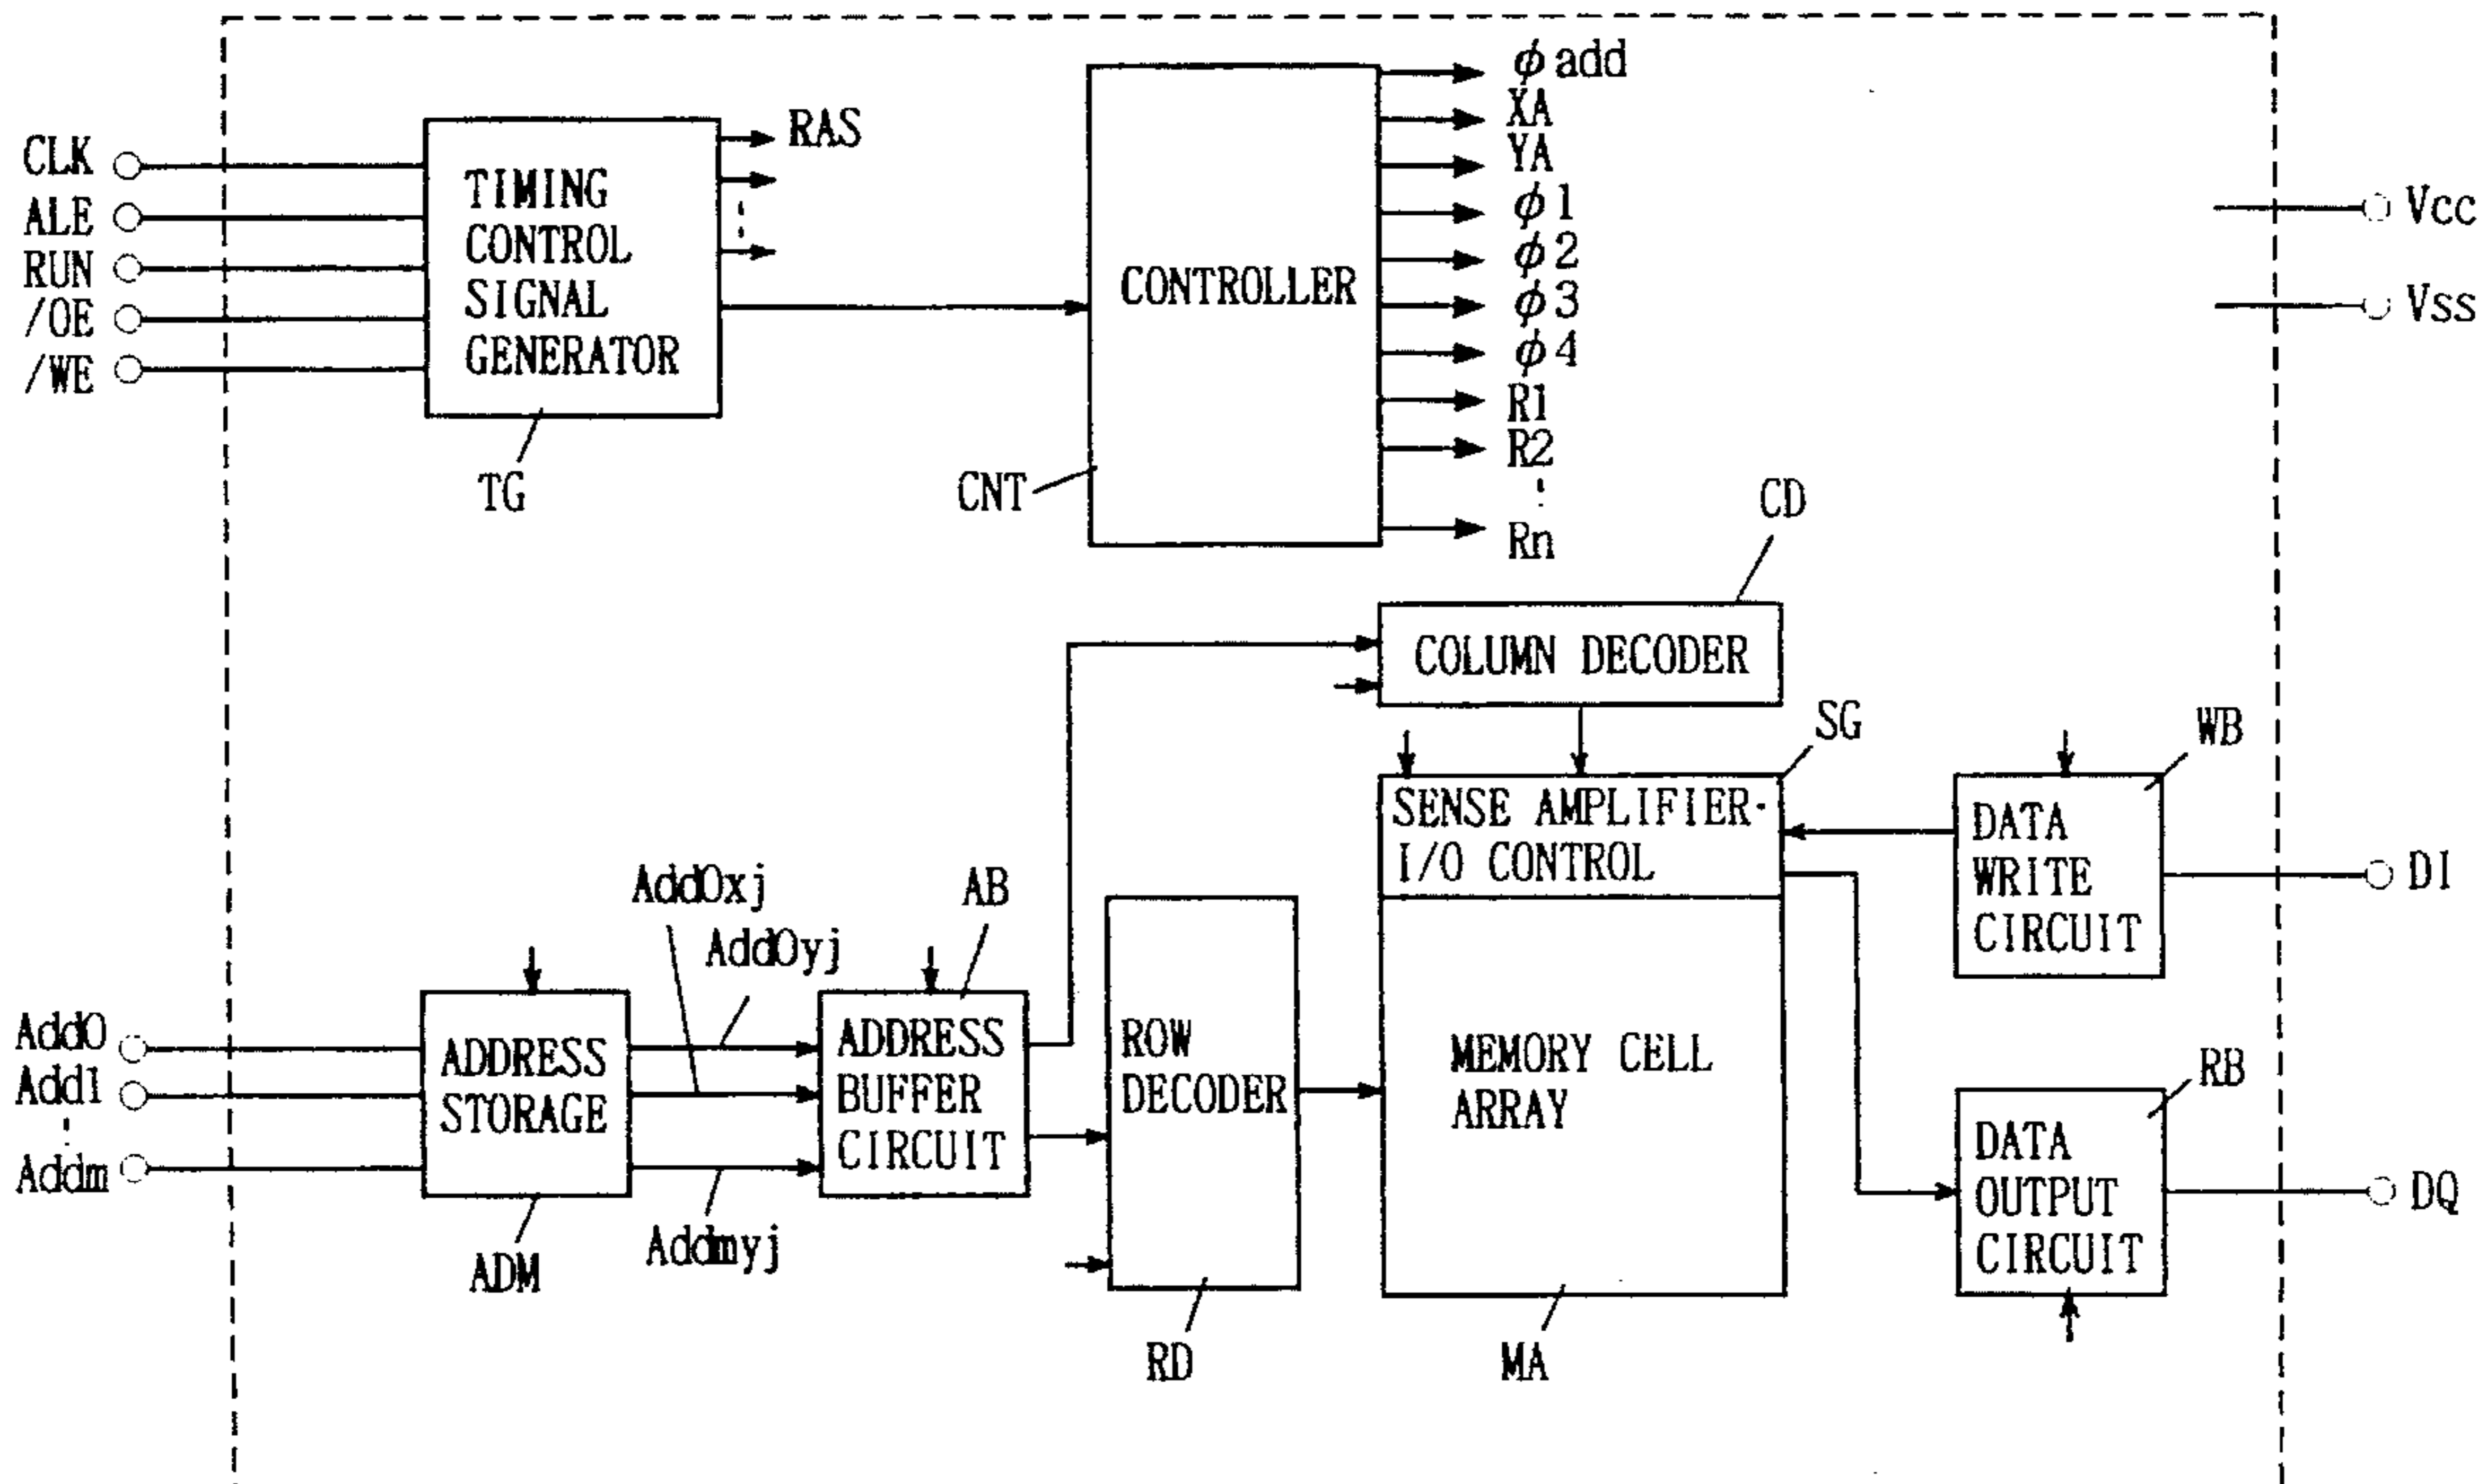 CLK
ALE
RUN
/OE
/WE
TIMING
CONTROL
SIGNAL
GENERATOR
TG
RAS
CONTROLLER
CNT
φadd
XA
YA
φ1
φ2
φ3
φ4
R1
R2
Rn
Vcc
Vss
CD
COLUMN DECODER
SG
SENSE AMPLIFIER·
I/O CONTROL
MEMORY CELL
ARRAY
MA
WB
DATA
WRITE
CIRCUIT
DI
RB
DATA
OUTPUT
CIRCUIT
DQ
Add0
Add1
Addm
ADDRESS
STORAGE
ADM
Add0xj
Add0yj
Addmyj
AB
ADDRESS
BUFFER
CIRCUIT
ROW
DECODER
RD